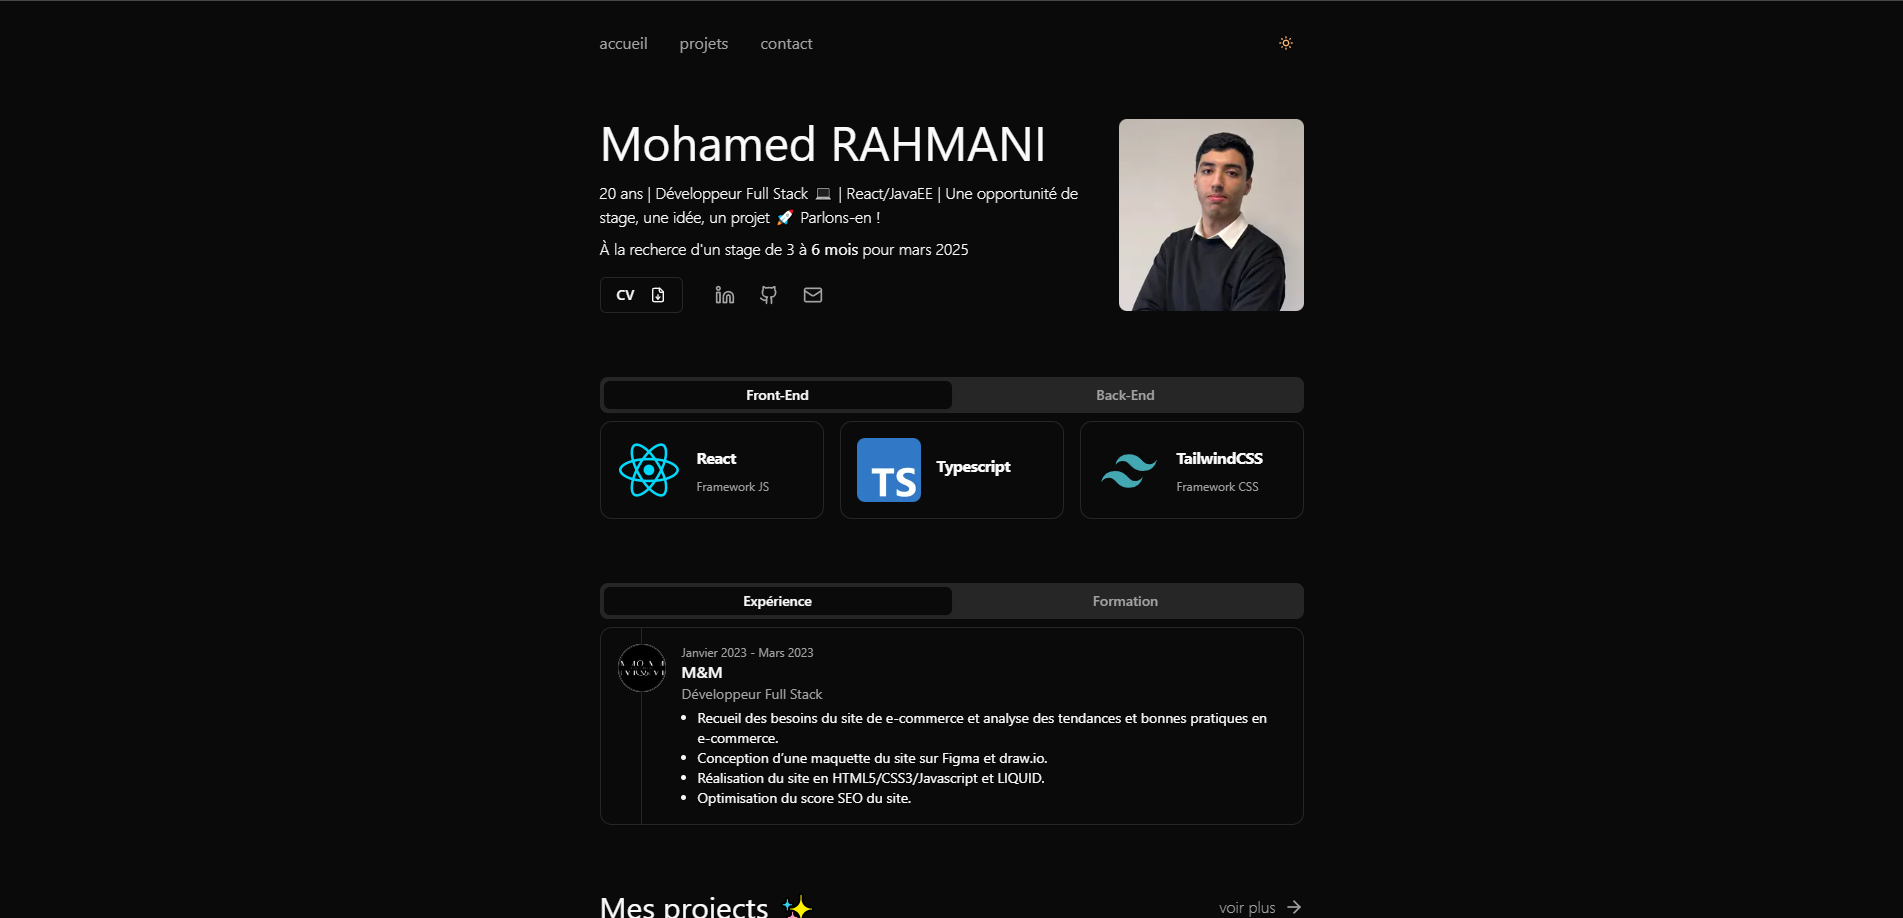 accueil projets contact
Mohamed RAHMANI
20 ans | Développeur Full Stack 💻 | React/JavaEE | Une opportunité de
stage, une idée, un projet 🚀 Parlons-en !
À la recherce d'un stage de 3 à 6 mois pour mars 2025
CV
Front-End Back-End
React
Framework JS
TS
Typescript
TailwindCSS
Framework CSS
Expérience Formation
M&M
Janvier 2023 - Mars 2023
M&M
Développeur Full Stack
• Recueil des besoins du site de e-commerce et analyse des tendances et bonnes pratiques en
e-commerce.
• Conception d’une maquette du site sur Figma et draw.io.
• Réalisation du site en HTML5/CSS3/Javascript et LIQUID.
• Optimisation du score SEO du site.
Mes projects ✨ voir plus →